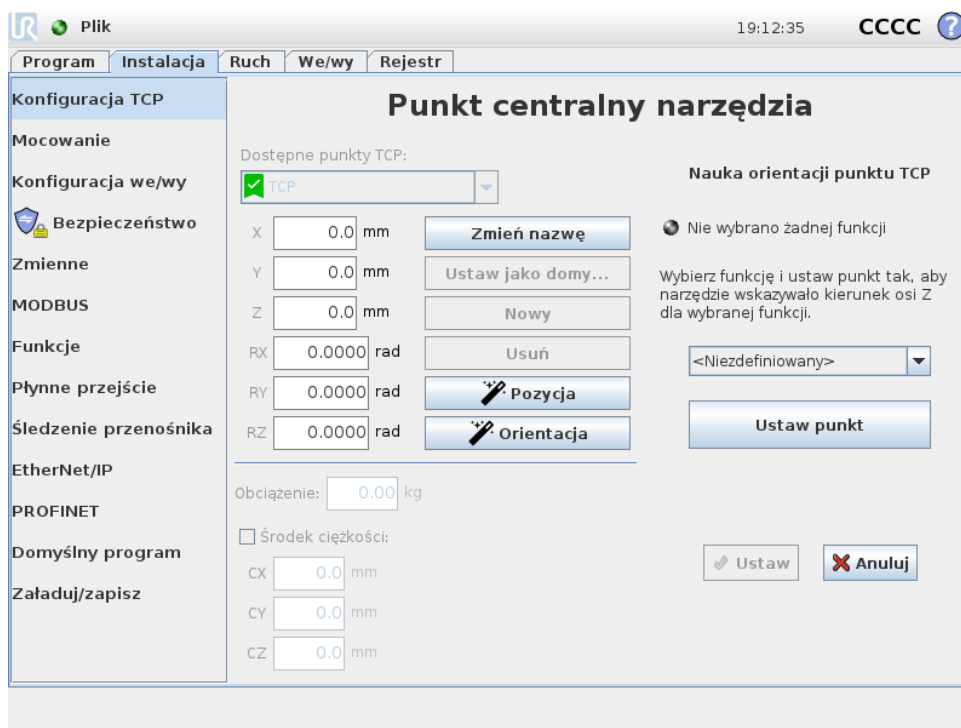 UR Plik 19:12:35 CCCC ?
Program Instalacja Ruch We/wy Rejestr
Konfiguracja TCP
Mocowanie
Konfiguracja we/wy
Bezpieczeństwo
Zmienne
MODBUS
Funkcje
Płynne przejście
Śledzenie przenośnika
EtherNet/IP
PROFINET
Domyślny program
Załaduj/zapisz
Punkt centralny narzędzia
Dostępne punkty TCP:
TCP
X 0.0 mm Zmień nazwę
Y 0.0 mm Ustaw jako domy...
Z 0.0 mm Nowy
RX 0.0000 rad Usuń
RY 0.0000 rad Pozycja
RZ 0.0000 rad Orientacja
Obciążenie: 0.00 kg
Środek ciężkości:
CX 0.0 mm
CY 0.0 mm
CZ 0.0 mm
Nauka orientacji punktu TCP
Nie wybrano żadnej funkcji
Wybierz funkcję i ustaw punkt tak, aby
narzędzie wskazywało kierunek osi Z
dla wybranej funkcji.
<Niezdefiniowany>
Ustaw punkt
Ustaw Anuluj